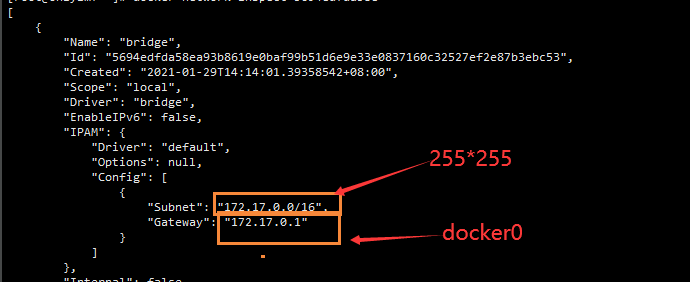 [
{
"Name": "bridge",
"Id": "5694edfda58ea93b8619e0baf99b51d6e9e33e0837160c32527ef2e87b3ebc53",
"Created": "2021-01-29T14:14:01.39358542+08:00",
"Scope": "local",
"Driver": "bridge",
"EnableIPv6": false,
"IPAM": {
"Driver": "default",
"Options": null,
"Config": [
255*255
{
"Subnet": "172.17.0.0/16",
"Gateway": "172.17.0.1"
docker0
}
]
},
"Internal": false